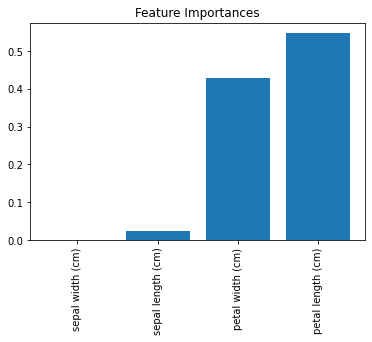 Feature Importances
0.5
0.4
0.3
0.2
0.1
0.0
sepal width (cm)
sepal length (cm)
petal width (cm)
petal length (cm)